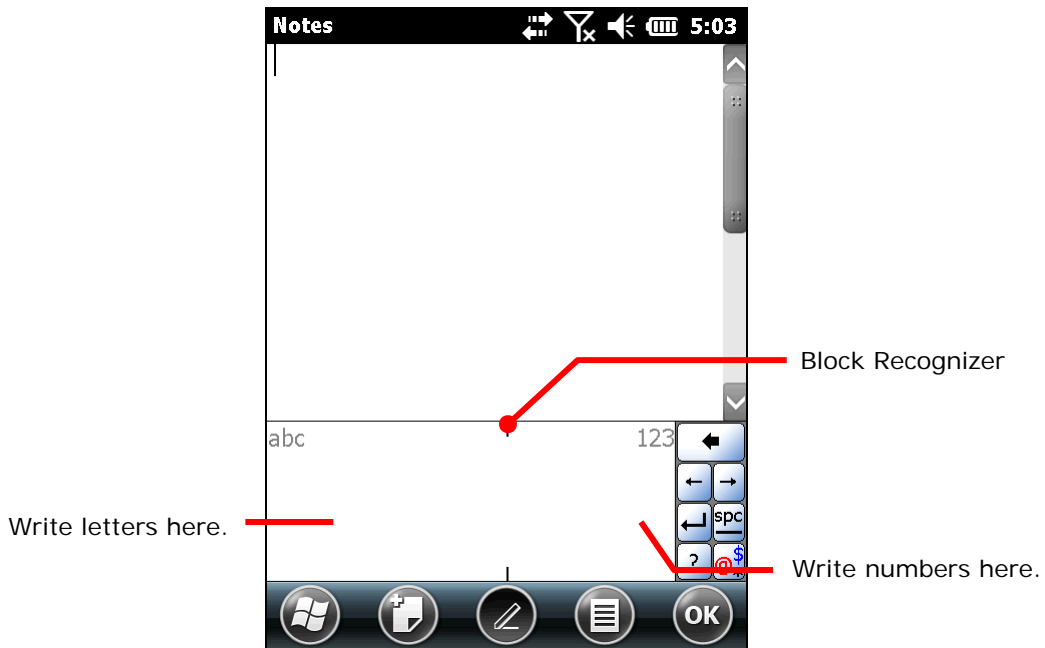 Notes 5:03
Block Recognizer
abc 123
Write letters here.
spc
? @ $
Write numbers here.
OK